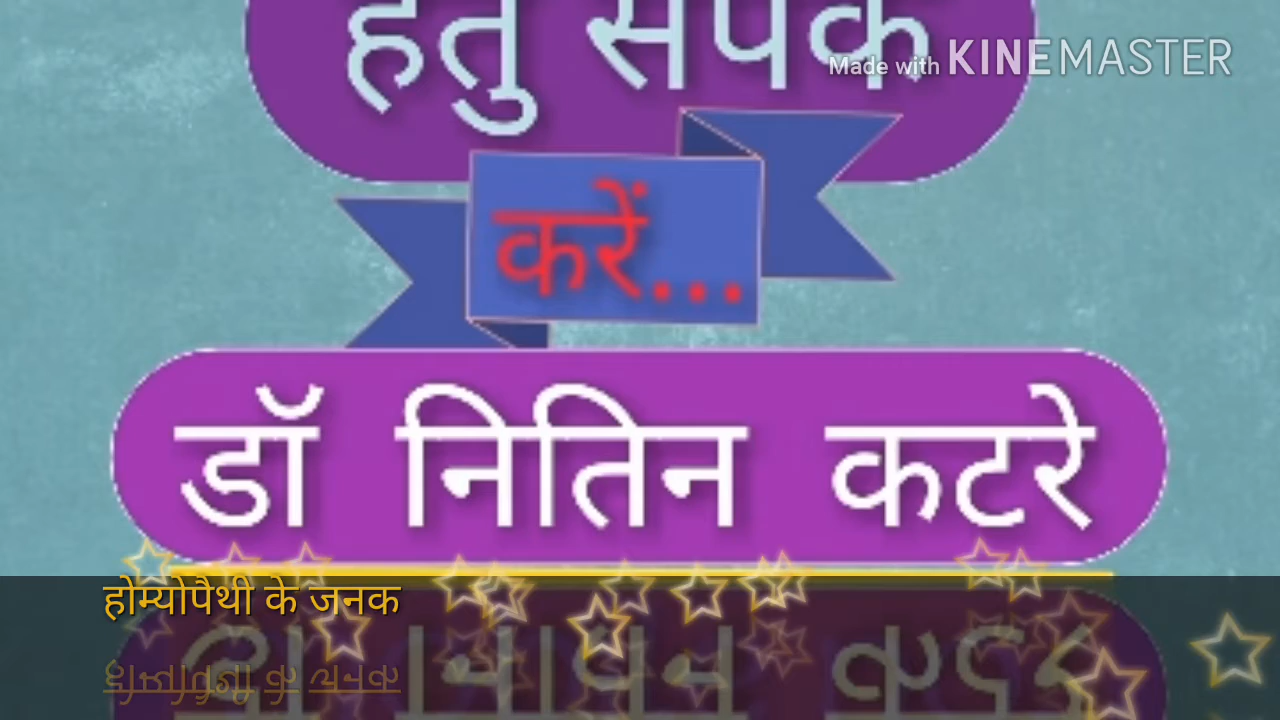 हेतु संपर्क
Made with KINEMASTER
करें...
डॉ नितिन कटरे
होम्योपैथी के जनक